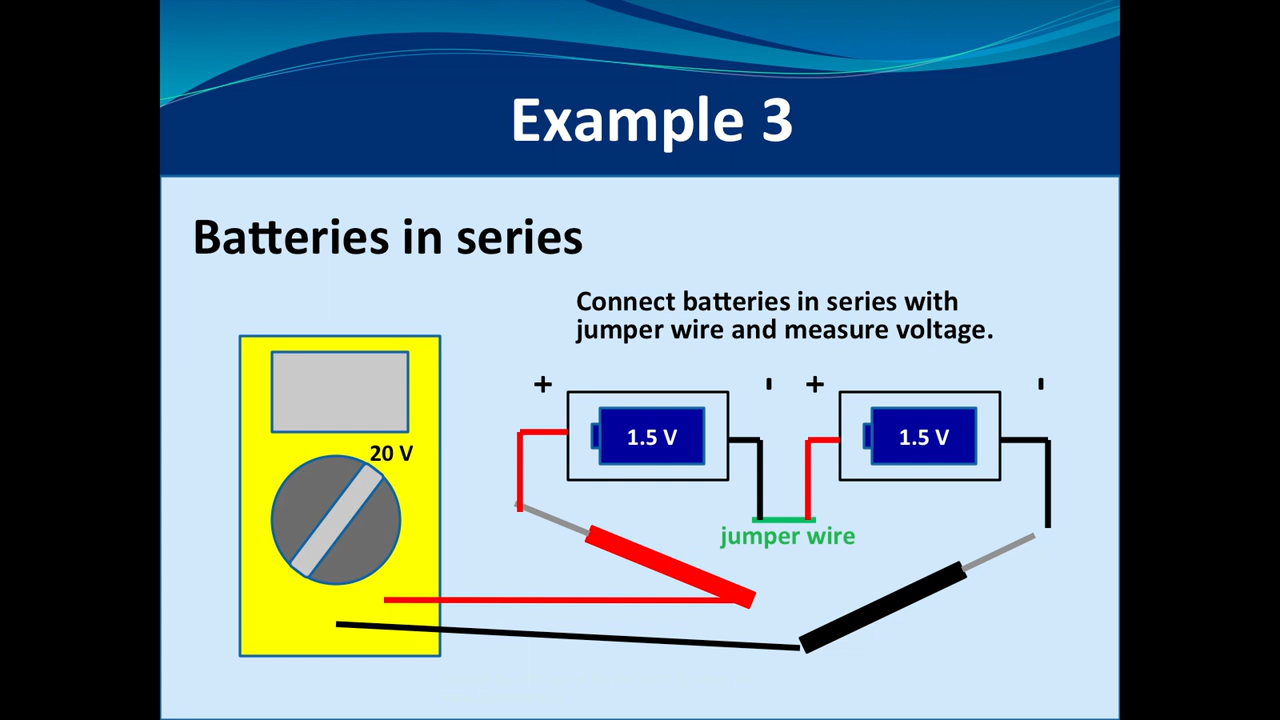 Example 3
Batteries in series
Connect batteries in series with
jumper wire and measure voltage.
+ - + -
1.5 V 1.5 V
20 V
jumper wire